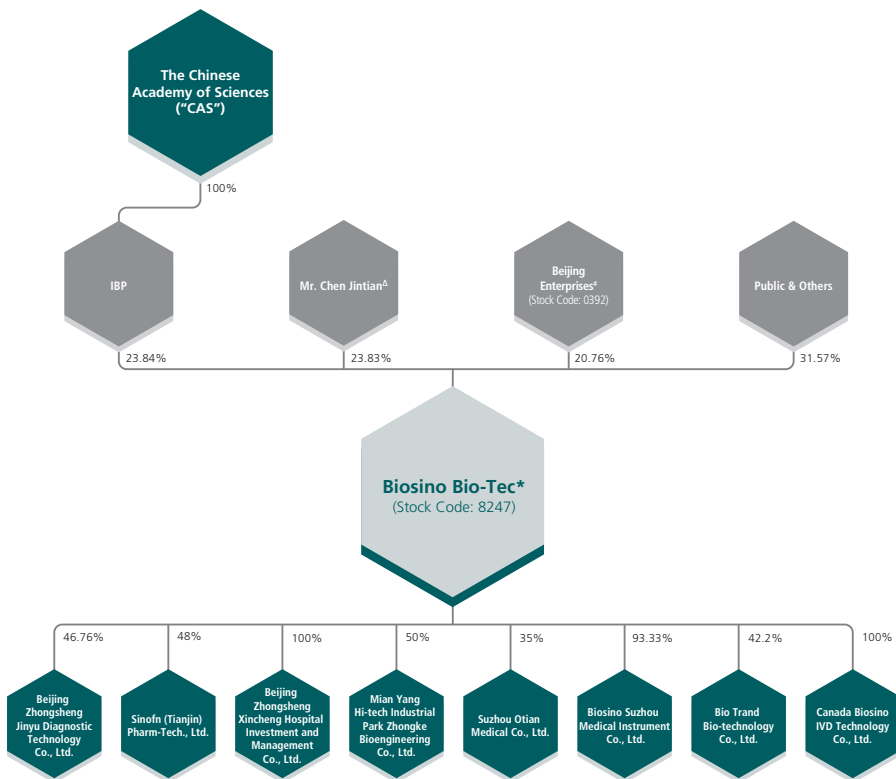 The Chinese
Academy of Sciences
(“CAS”)
100%
IBP
Mr. Chen Jintian^Δ
Beijing
Enterprises^#
(Stock Code: 0392)
Public & Others
23.84%
23.83%
20.76%
31.57%
Biosino Bio-Tec*
(Stock Code: 8247)
46.76%
48%
100%
50%
35%
93.33%
42.2%
100%
Beijing
Zhongsheng
Jinyu Diagnostic
Technology
Co., Ltd.
Sinofn (Tianjin)
Pharm-Tech., Ltd.
Beijing
Zhongsheng
Xincheng Hospital
Investment and
Management
Co., Ltd.
Mian Yang
Hi-tech Industrial
Park Zhongke
Bioengineering
Co., Ltd.
Suzhou Otian
Medical Co., Ltd.
Biosino Suzhou
Medical Instrument
Co., Ltd.
Bio Trand
Bio-technology
Co., Ltd.
Canada Biosino
IVD Technology
Co., Ltd.